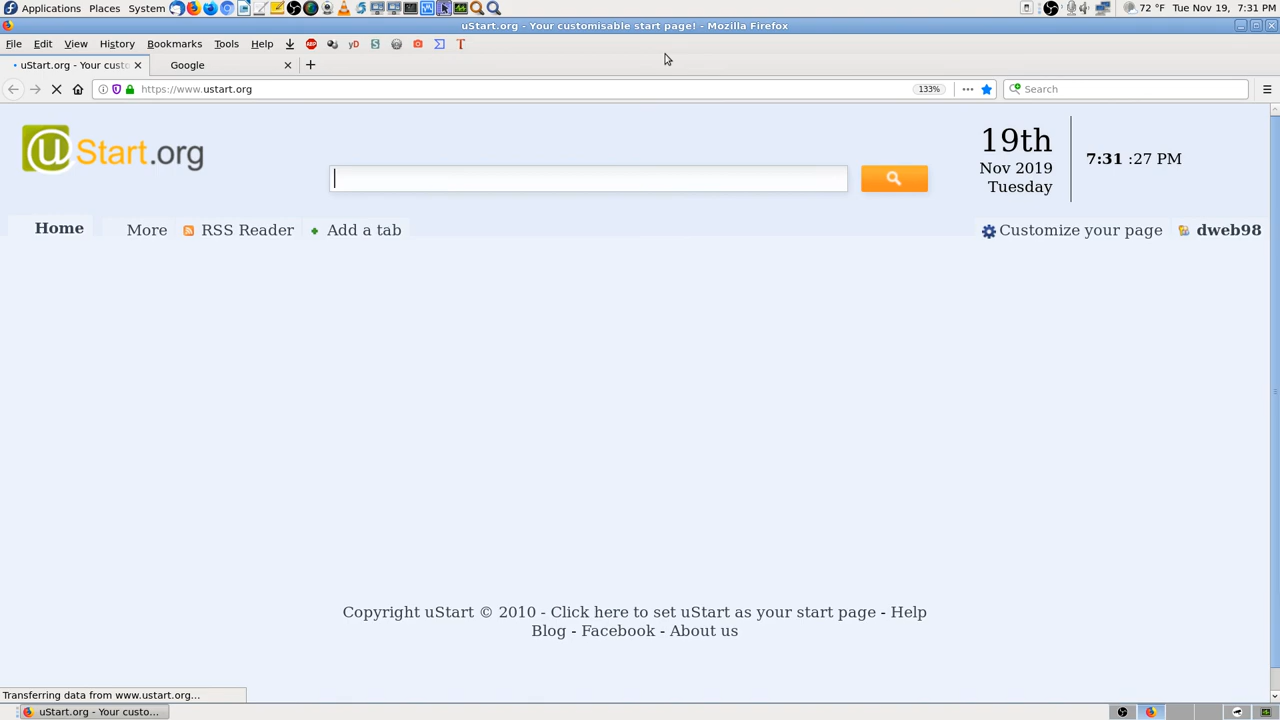 Applications Places System 72 °F Tue Nov 19, 7:31 PM
uStart.org - Your customisable start page! - Mozilla Firefox
File Edit View History Bookmarks Tools Help
uStart.org - Your custo
Google
https://www.ustart.org 133% Search
uStart.org
19th
Nov 2019
Tuesday
7:31 :27 PM
Home More RSS Reader Add a tab Customize your page dweb98
Copyright uStart © 2010 - Click here to set uStart as your start page - Help
Blog - Facebook - About us
Transferring data from www.ustart.org...
uStart.org - Your custo...